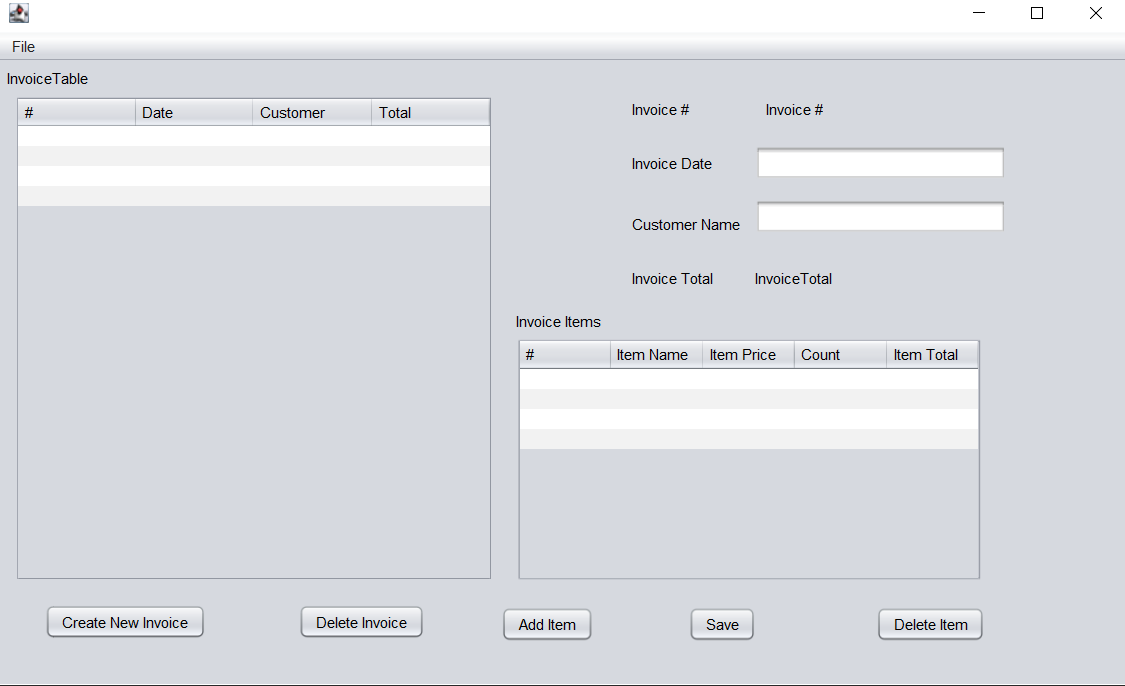 File
InvoiceTable
# Date Customer Total
Invoice # Invoice #
Invoice Date
Customer Name
Invoice Total InvoiceTotal
Invoice Items
# Item Name Item Price Count Item Total
Create New Invoice Delete Invoice Add Item Save Delete Item